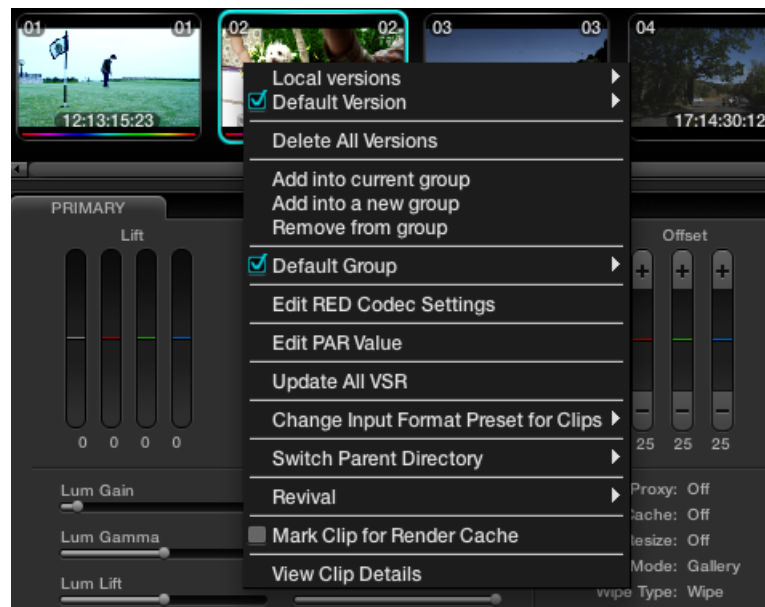 01 01 02 02 03 03 04
12:13:15:23
17:14:30:12
Local versions
Default Version
Delete All Versions
Add into current group
Add into a new group
Remove from group
Default Group
Edit RED Codec Settings
Edit PAR Value
Update All VSR
Change Input Format Preset for Clips
Switch Parent Directory
Revival
Mark Clip for Render Cache
View Clip Details
PRIMARY
Lift
0 0 0 0
Lum Gain
Lum Gamma
Lum Lift
Offset
25 25 25
Proxy: Off
Cache: Off
Resize: Off
Mode: Gallery
Wipe Type: Wipe